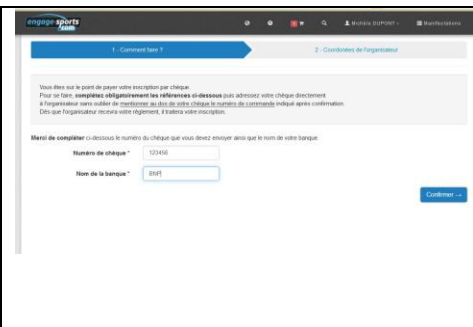 engage-sports
.com
Michèle DUPONT
Manifestations
1 - Comment faire ?
2 - Coordonées de l'organisateur
Vous êtes sur le point de payer votre inscription par chèque.
Pour se faire, complétez obligatoirement les références ci-dessous puis adressez votre chèque directement
à l'organisateur sans oublier de mentionner au dos de votre chèque le numéro de commande indiqué après confirmation.
Dès que l'organisateur recevra votre règlement, il traitera votre inscription.
Merci de compléter ci-dessous le numéro du chèque que vous devez envoyer ainsi que le nom de votre banque.
Numéro de chèque *
123456
Nom de la banque *
BNP
Confirmer →